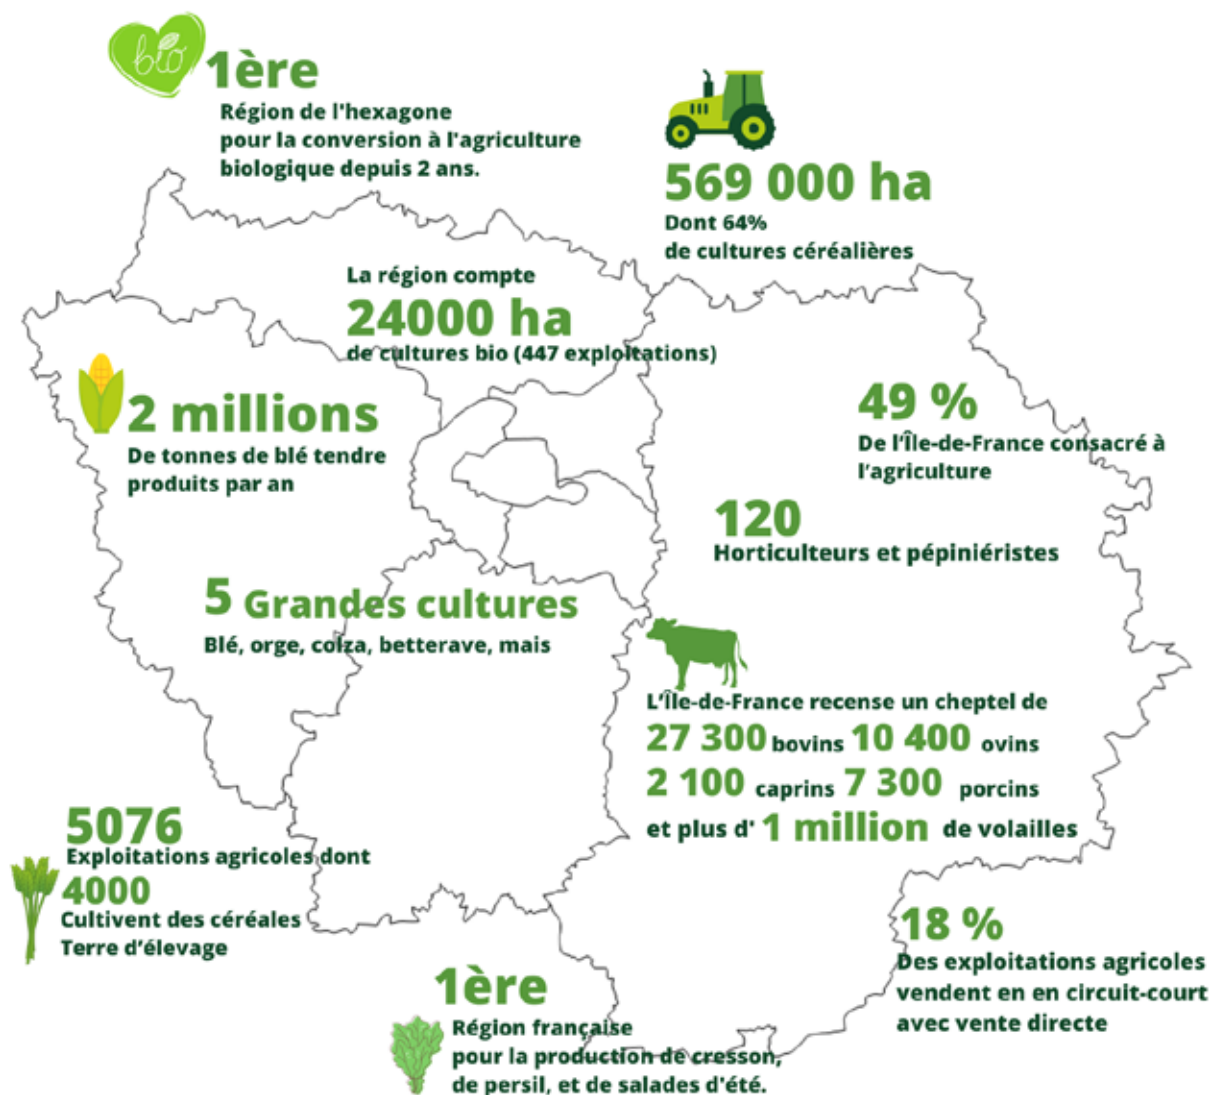 bio
1ère
Région de l'hexagone
pour la conversion à l'agriculture
biologique depuis 2 ans.
569 000 ha
Dont 64%
de cultures céréalières
La région compte
24000 ha
de cultures bio (447 exploitations)
2 millions
De tonnes de blé tendre
produits par an
49 %
De l'Île-de-France consacré à
l'agriculture
120
Horticulteurs et pépiniéristes
5 Grandes cultures
Blé, orge, colza, betterave, mais
L'Île-de-France recense un cheptel de
27 300 bovins 10 400 ovins
2 100 caprins 7 300 porcins
et plus d' 1 million de volailles
5076
Exploitations agricoles dont
4000
Cultivent des céréales
Terre d'élevage
18 %
Des exploitations agricoles
vendent en en circuit-court
avec vente directe
1ère
Région française
pour la production de cresson,
de persil, et de salades d'été.